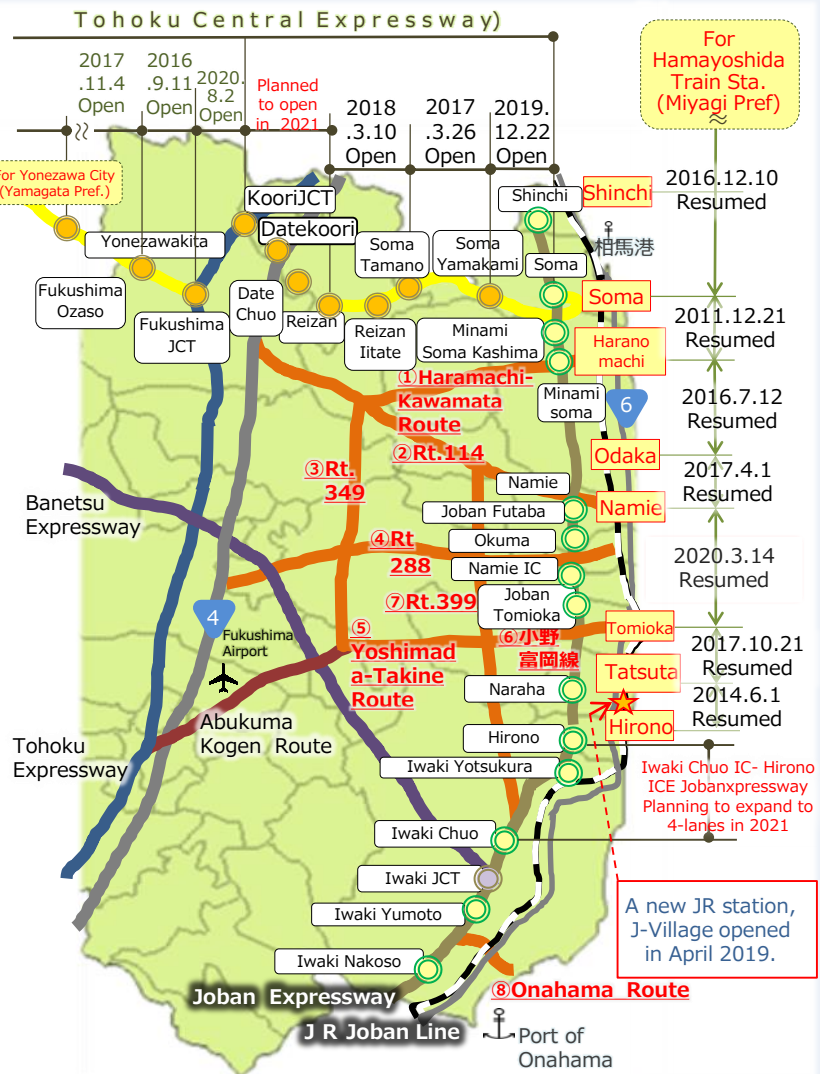 Tohoku Central Expressway)
2017
.11.4
Open
2016
.9.11
Open
2020.
8.2
Open
Planned
to open
in 2021
2018
.3.10
Open
2017
.3.26
Open
2019.
12.22
Open
For
Hamayoshida
Train Sta.
(Miyagi Pref)
For Yonezawa City
(Yamagata Pref.)
KooriJCT
Datekoori
Shinchi
Shinchi
2016.12.10
Resumed
相馬港
Yonezawakita
Soma
Tamano
Soma
Yamakami
Soma
Soma
Fukushima
Ozaso
Fukushima
JCT
Date
Chuo
Reizan
Reizan
Iitate
Minami
Soma Kashima
2011.12.21
Resumed
Harano
machi
①Haramachi-
Kawamata
Route
Minami
soma
6
2016.7.12
Resumed
②Rt.114
③Rt.
349
Odaka
Namie
2017.4.1
Resumed
Banetsu
Expressway
Joban Futaba
Namie
④Rt
288
Okuma
Namie IC
2020.3.14
Resumed
⑦Rt.399
Joban
Tomioka
4
Fukushima
Airport
⑤
Yoshimad
a-Takine
Route
⑥小野
富岡線
Tomioka
2017.10.21
Resumed
Tatsuta
Naraha
2014.6.1
Resumed
Abukuma
Kogen Route
Hirono
Hirono
Tohoku
Expressway
Iwaki Yotsukura
Iwaki Chuo IC- Hirono
ICE Jobanxpressway
Planning to expand to
4-lanes in 2021
Iwaki Chuo
Iwaki JCT
Iwaki Yumoto
A new JR station,
J-Village opened
in April 2019.
Iwaki Nakoso
Joban Expressway
⑧Onahama Route
J R Joban Line
Port of
Onahama